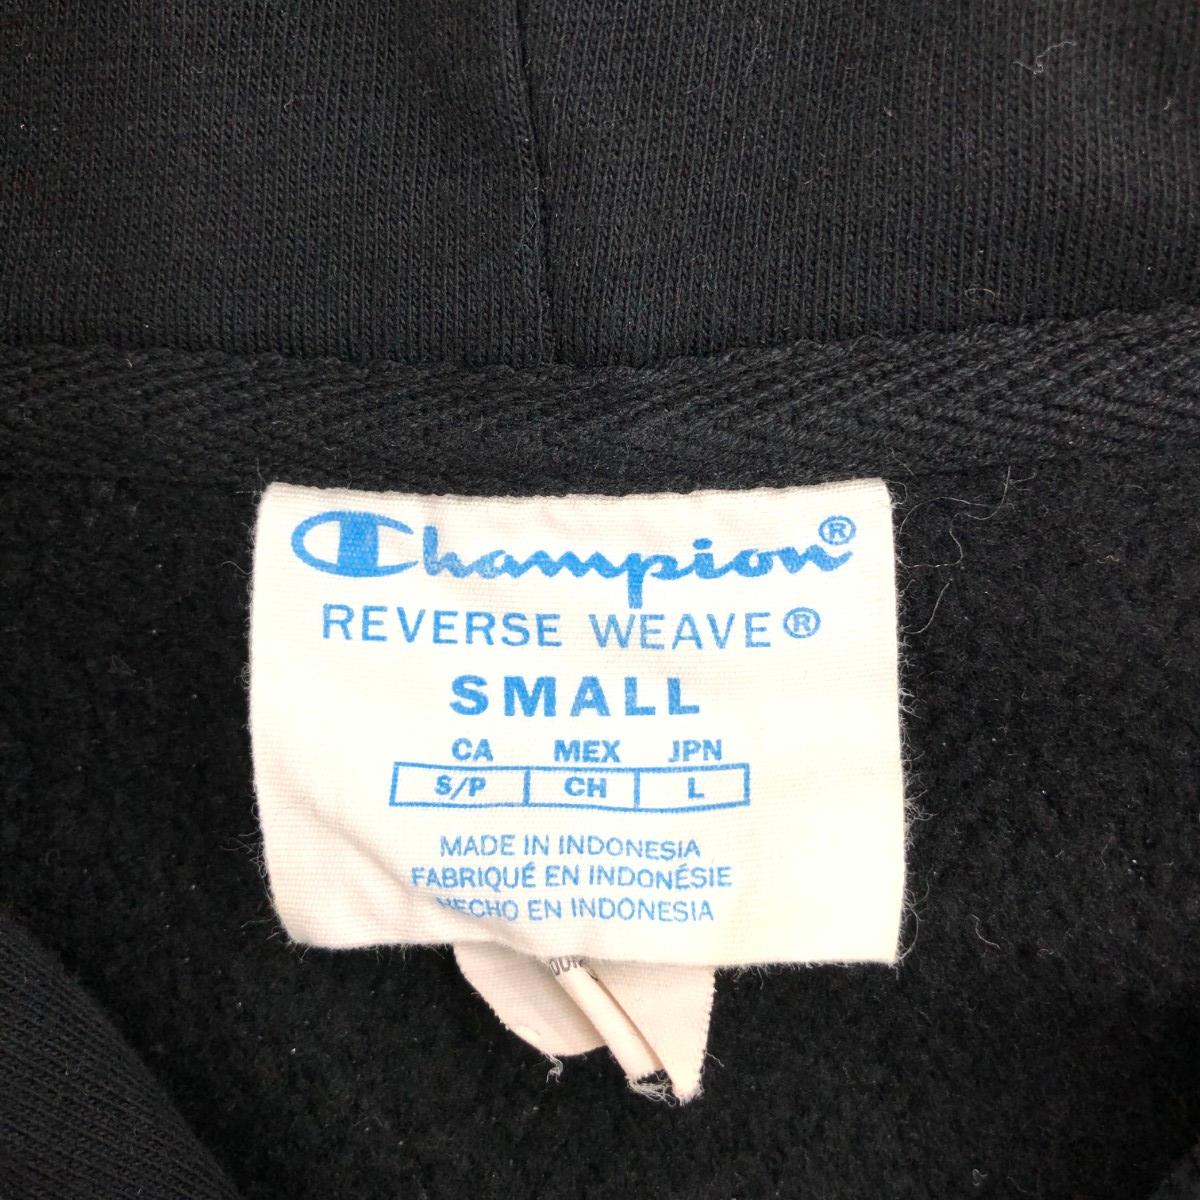 Champion®
REVERSE WEAVE®
SMALL
CA MEX JPN
S/P CH L
MADE IN INDONESIA
FABRIQUÉ EN INDONÉSIE
HECHO EN INDONESIA